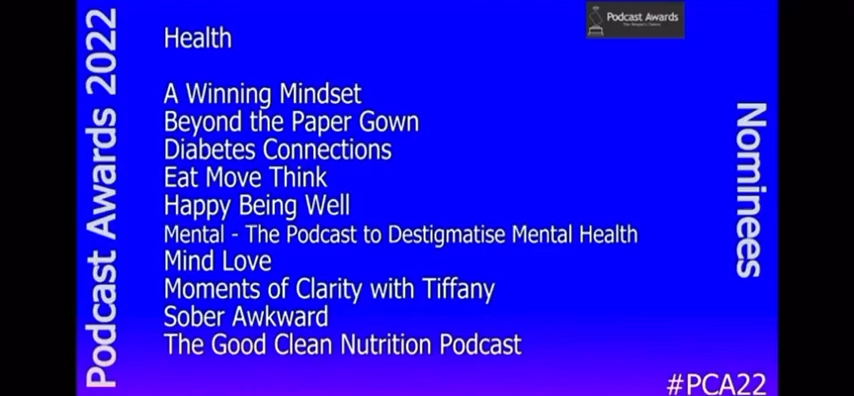 Podcast Awards 2022
Podcast Awards
Health
A Winning Mindset
Beyond the Paper Gown
Diabetes Connections
Eat Move Think
Happy Being Well
Mental - The Podcast to Destigmatise Mental Health
Mind Love
Moments of Clarity with Tiffany
Sober Awkward
The Good Clean Nutrition Podcast
Nominees
#PCA22